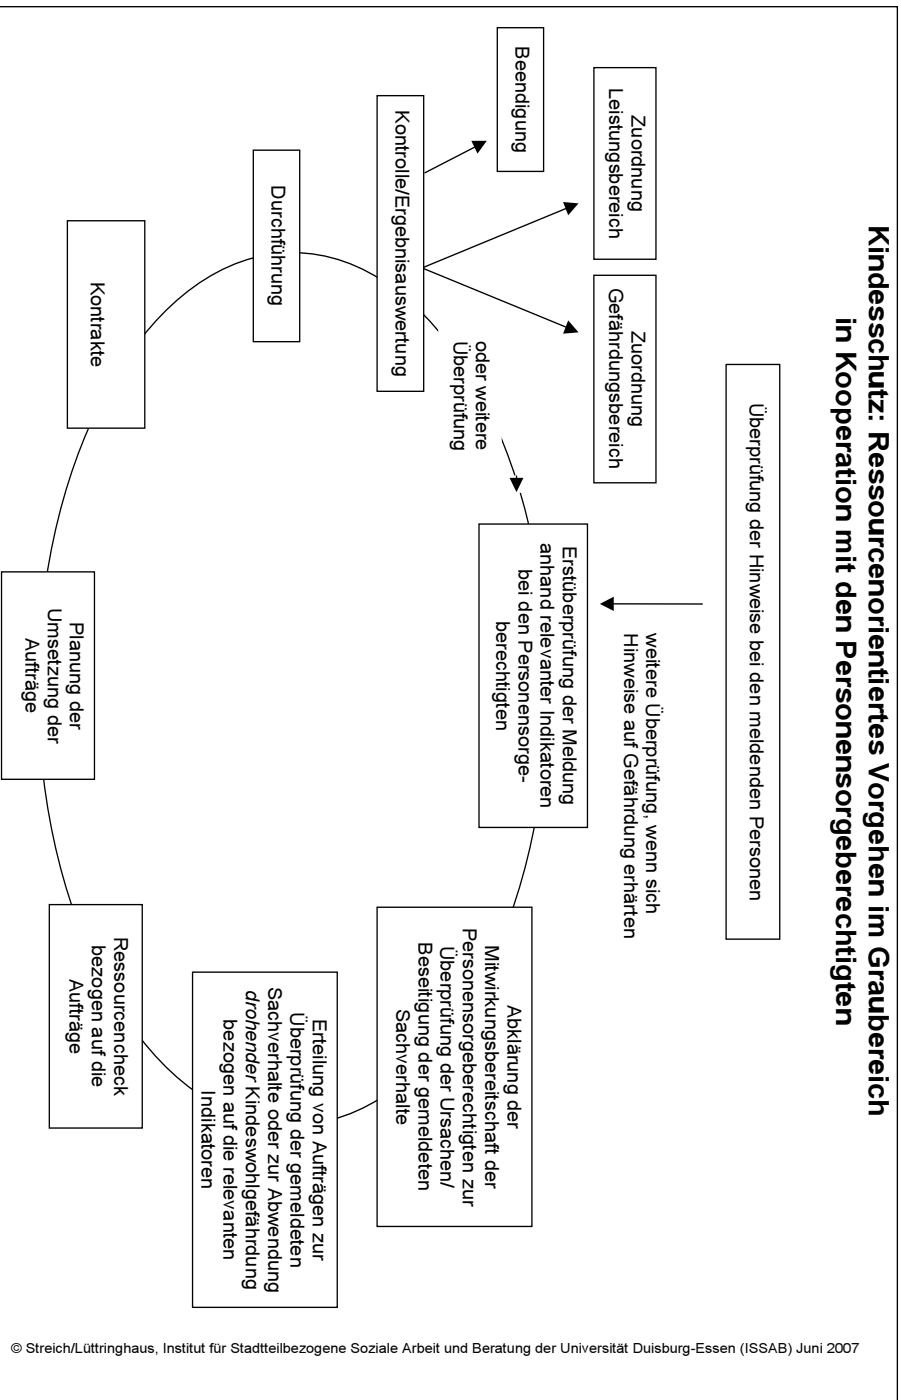 Kindesschutz: Ressourcenorientiertes Vorgehen im Graubereich
in Kooperation mit den Personensorgeberechtigten
Überprüfung der Hinweise bei den meldenden Personen
weitere Überprüfung, wenn sich
Hinweise auf Gefährdung erhärten
Zuordnung
Leistungsbereich
Zuordnung
Gefährdungsbereich
Beendigung
oder weitere
Überprüfung
Erstüberprüfung der Meldung
anhand relevanter Indikatoren
bei den Personensorge-
berechtigten
Abklärung der
Mitwirkungsbereitschaft der
Personensorgeberechtigten zur
Überprüfung der Ursachen/
Beseitigung der gemeldeten
Sachverhalte
Erteilung von Aufträgen zur
Überprüfung der gemeldeten
Sachverhalte oder zur Abwendung
drohender Kindeswohlgefährdung
bezogen auf die relevanten
Indikatoren
Ressourcencheck
bezogen auf die
Aufträge
Planung der
Umsetzung der
Aufträge
Kontrakte
Durchführung
Kontrolle/Ergebnisauswertung
© Streich/Lüttringhaus, Institut für Stadtteilbezogene Soziale Arbeit und Beratung der Universität Duisburg-Essen (ISSAB) Juni 2007